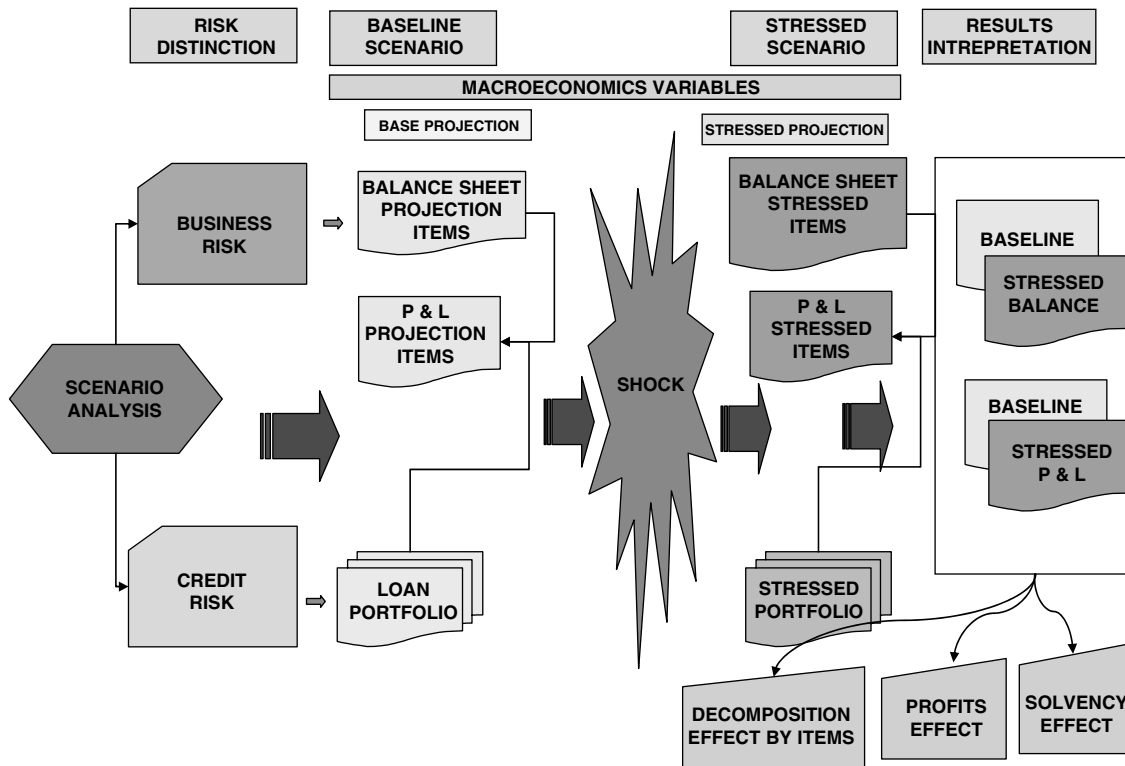 RISK
DISTINCTION
BASELINE
SCENARIO
STRESSED
SCENARIO
RESULTS
INTREPRETATION
MACROECONOMICS VARIABLES
BASE PROJECTION
STRESSED PROJECTION
BUSINESS
RISK
BALANCE SHEET
PROJECTION
ITEMS
BALANCE SHEET
STRESSED
ITEMS
BASELINE
STRESSED
BALANCE
P & L
PROJECTION
ITEMS
P & L
STRESSED
ITEMS
SCENARIO
ANALYSIS
SHOCK
BASELINE
STRESSED
P & L
CREDIT
RISK
LOAN
PORTFOLIO
STRESSED
PORTFOLIO
DECOMPOSITION
EFFECT BY ITEMS
PROFITS
EFFECT
SOLVENCY
EFFECT